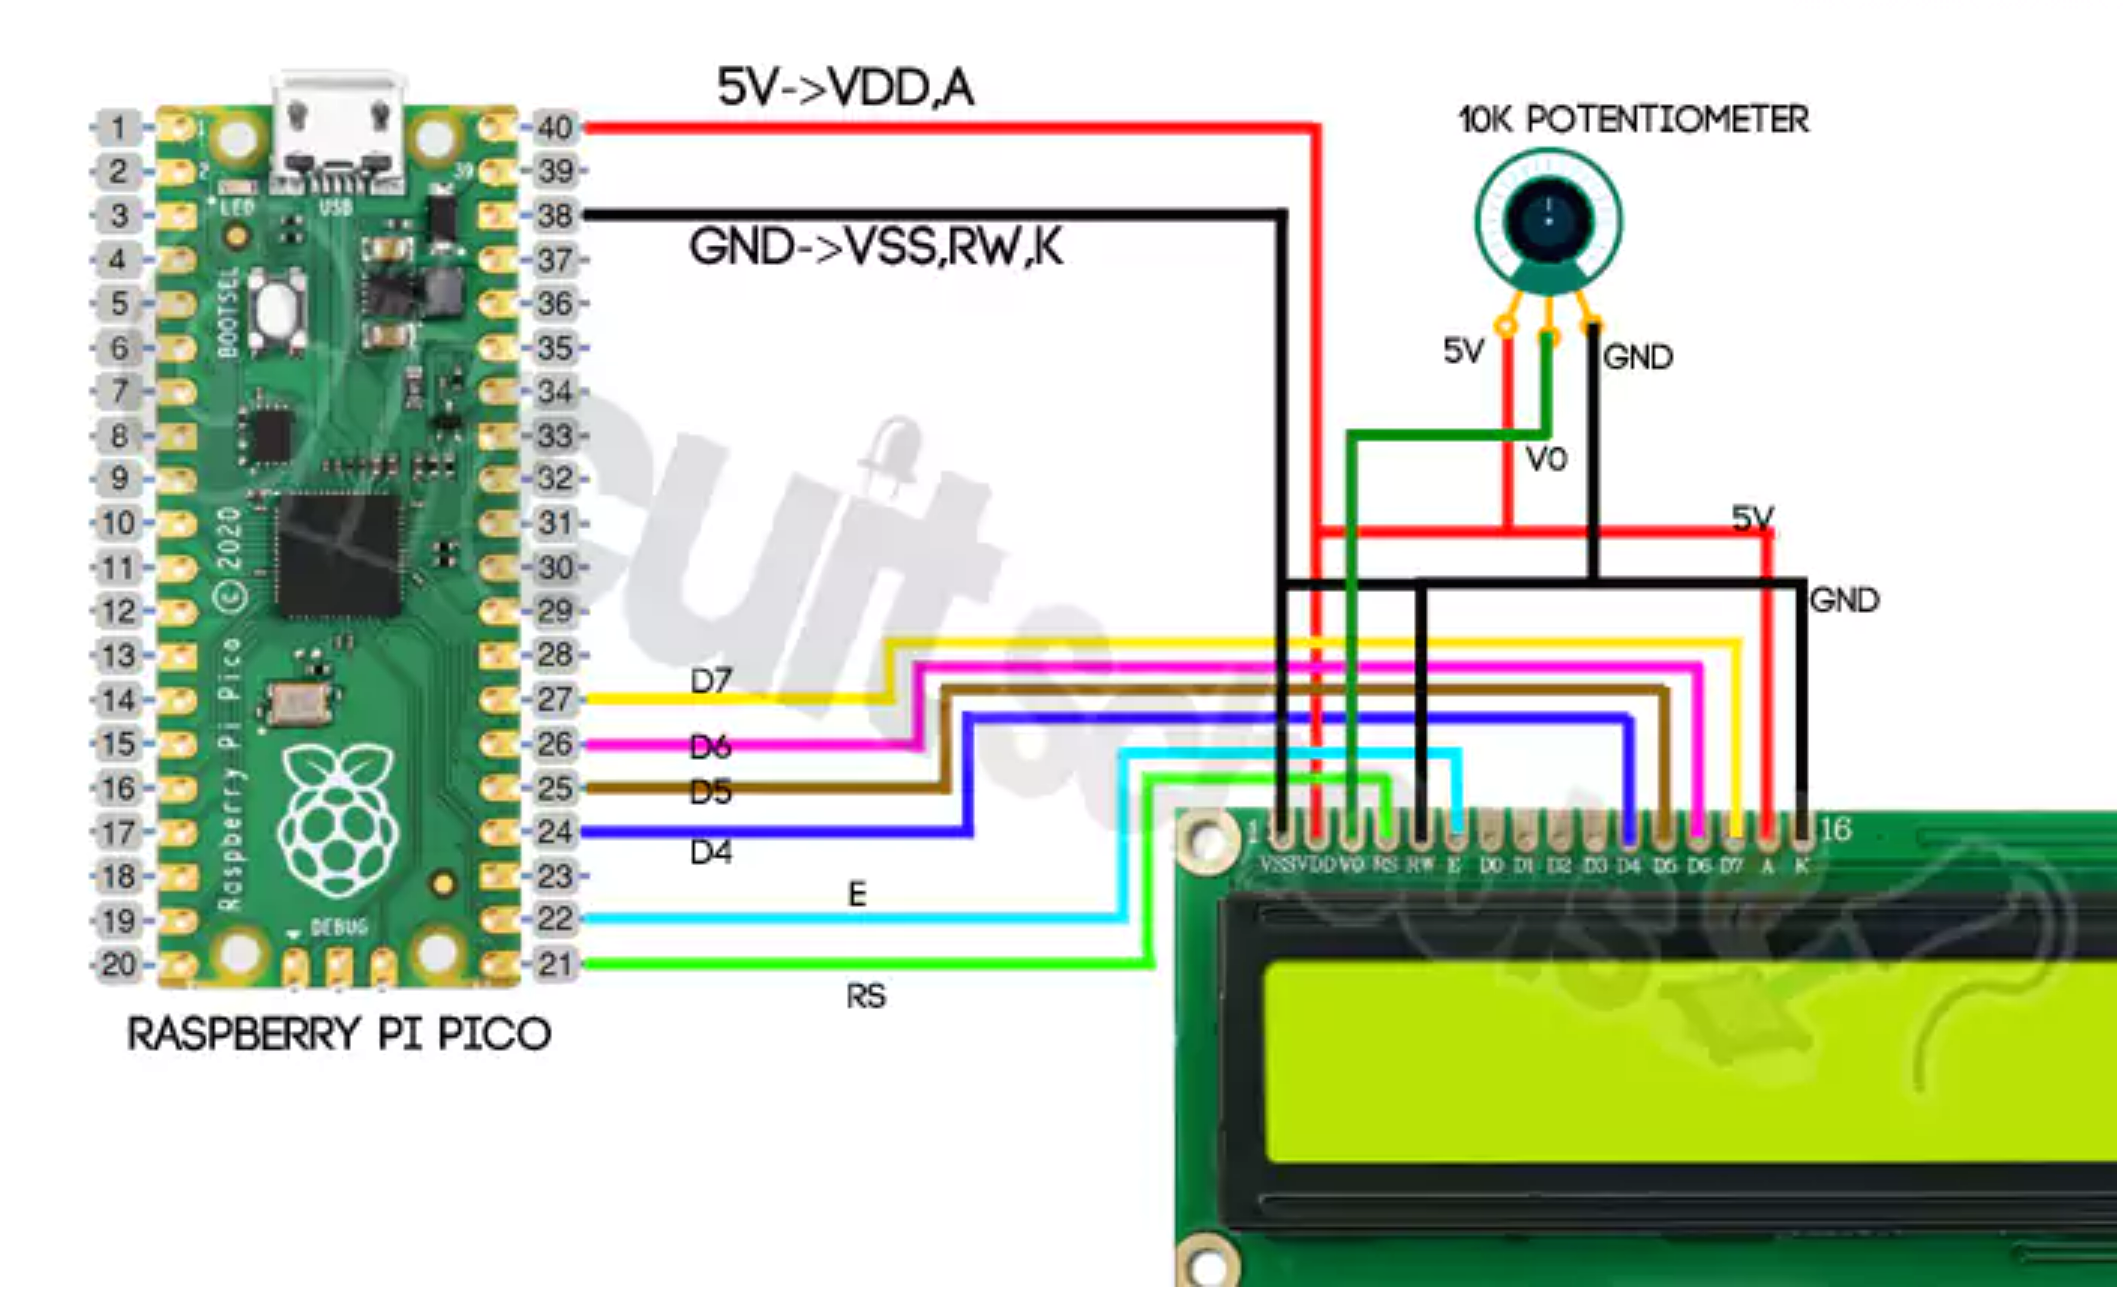 5V->VDD,A
10K POTENTIOMETER
1 40
2 39
3 38
4 37
5 36
6 35
7 34
8 33
9 32
10 31
11 30
12 29
13 28
14 27
15 26
16 25
17 24
18 23
19 22
20 21
1
2
39
LED
USB
BOOTSEL
Raspberry Pi Pico © 2020
DEBUG
RASPBERRY PI PICO
GND->VSS,RW,K
5V
GND
V0
5V
GND
D7
D6
D5
D4
E
RS
1 16
VSS VDD V0 RS RW E D0 D1 D2 D3 D4 D5 D6 D7 A K